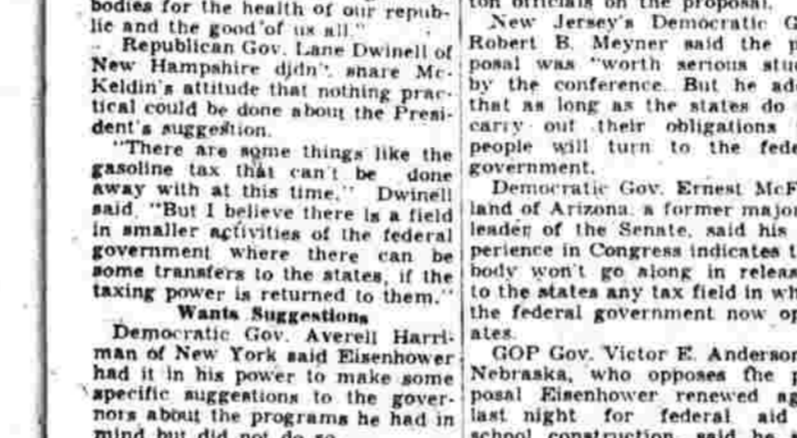 bodies for the health of our repub-
lic and the good of us all."
Republican Gov. Lane Dwinell of
New Hampshire didn't share Mc-
Keldin's attitude that nothing prac-
tical could be done about the Presi-
dent's suggestion.
"There are some things like the
gasoline tax that can't be done
away with at this time," Dwinell
said. "But I believe there is a field
in smaller activities of the federal
government where there can be
some transfers to the states, if the
taxing power is returned to them."
Wants Suggestions
Democratic Gov. Averell Harri-
man of New York said Eisenhower
had it in his power to make some
specific suggestions to the gover-
nors about the programs he had in
mind but did not do so.
ton officials on the proposal.
New Jersey's Democratic G
Robert B. Meyner said the p
posal was "worth serious stu
by the conference. But he ad
that as long as the states do
carry out their obligations
people will turn to the fede
government.
Democratic Gov. Ernest McF
land of Arizona, a former major
leader of the Senate, said his
perience in Congress indicates t
body won't go along in releas
to the states any tax field in wh
the federal government now op
ates.
GOP Gov. Victor E. Anderson
Nebraska, who opposes the p
posal Eisenhower renewed ag
last night for federal aid
school construction, said he